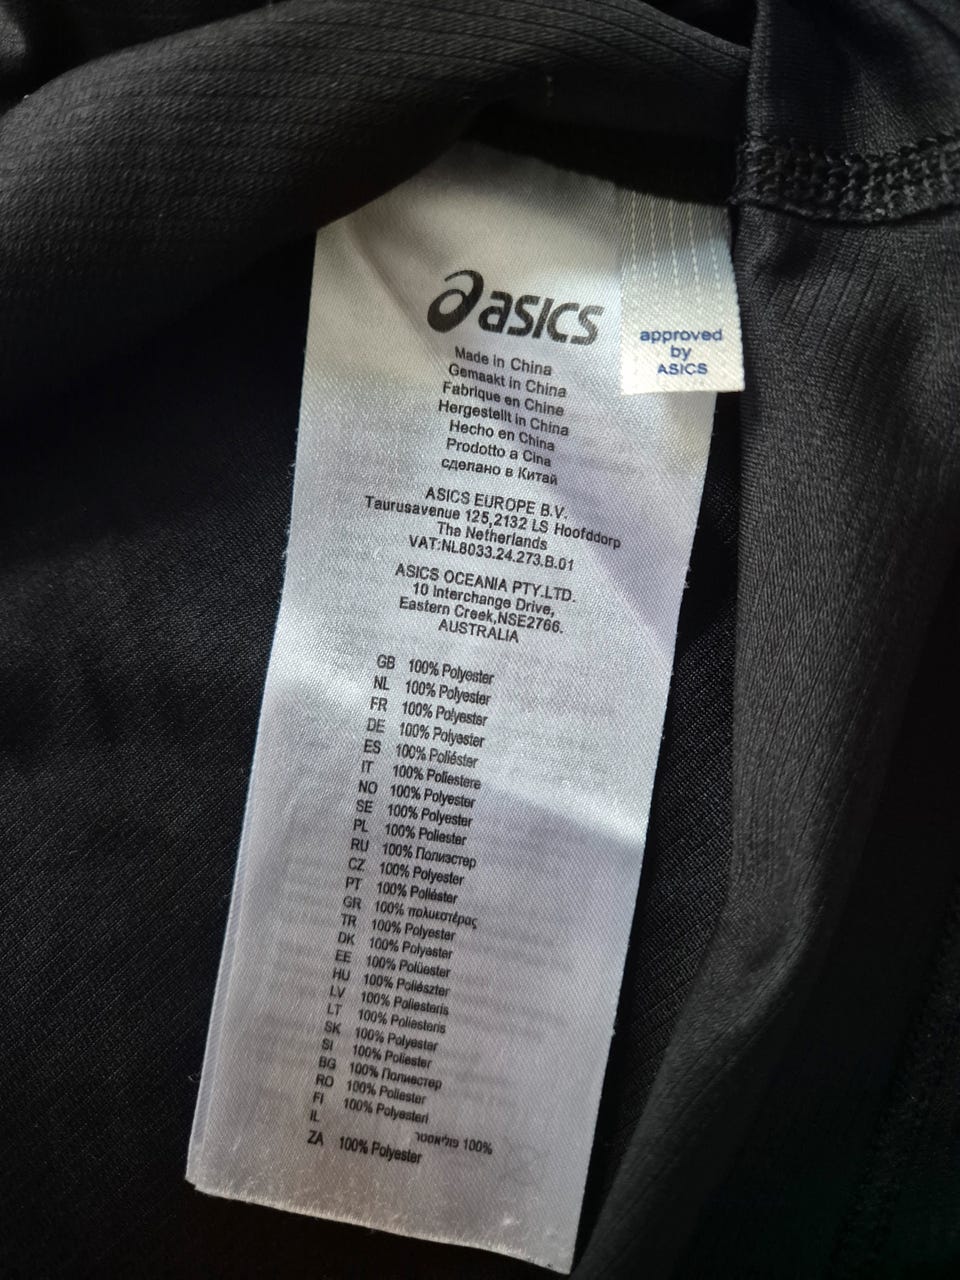 asics
approved
by
ASICS
Made in China
Gemaakt in China
Fabrique en Chine
Hergestellt in China
Hecho en China
Prodotto a Cina
сделано в Китай
ASICS EUROPE B.V.
Taurusavenue 125,2132 LS Hoofddorp
The Netherlands
VAT:NL8033.24.273.B.01
ASICS OCEANIA PTY.LTD.
10 Interchange Drive,
Eastern Creek,NSE2766.
AUSTRALIA
GB 100% Polyester
NL 100% Polyester
FR 100% Polyester
DE 100% Polyester
ES 100% Poliéster
IT 100% Poliestere
NO 100% Polyester
SE 100% Polyester
PL 100% Poliester
RU 100% Полиэстер
CZ 100% Polyester
PT 100% Poliéster
GR 100% πολυεστέρας
TR 100% Polyester
DK 100% Polyester
EE 100% Polüester
HU 100% Poliészter
LV 100% Poliesteris
LT 100% Poliesteris
SK 100% Polyester
SI 100% Poliester
BG 100% Полиестер
RO 100% Poliester
FI 100% Polyesteri
IL 100% פוליאסטר
ZA 100% Polyester